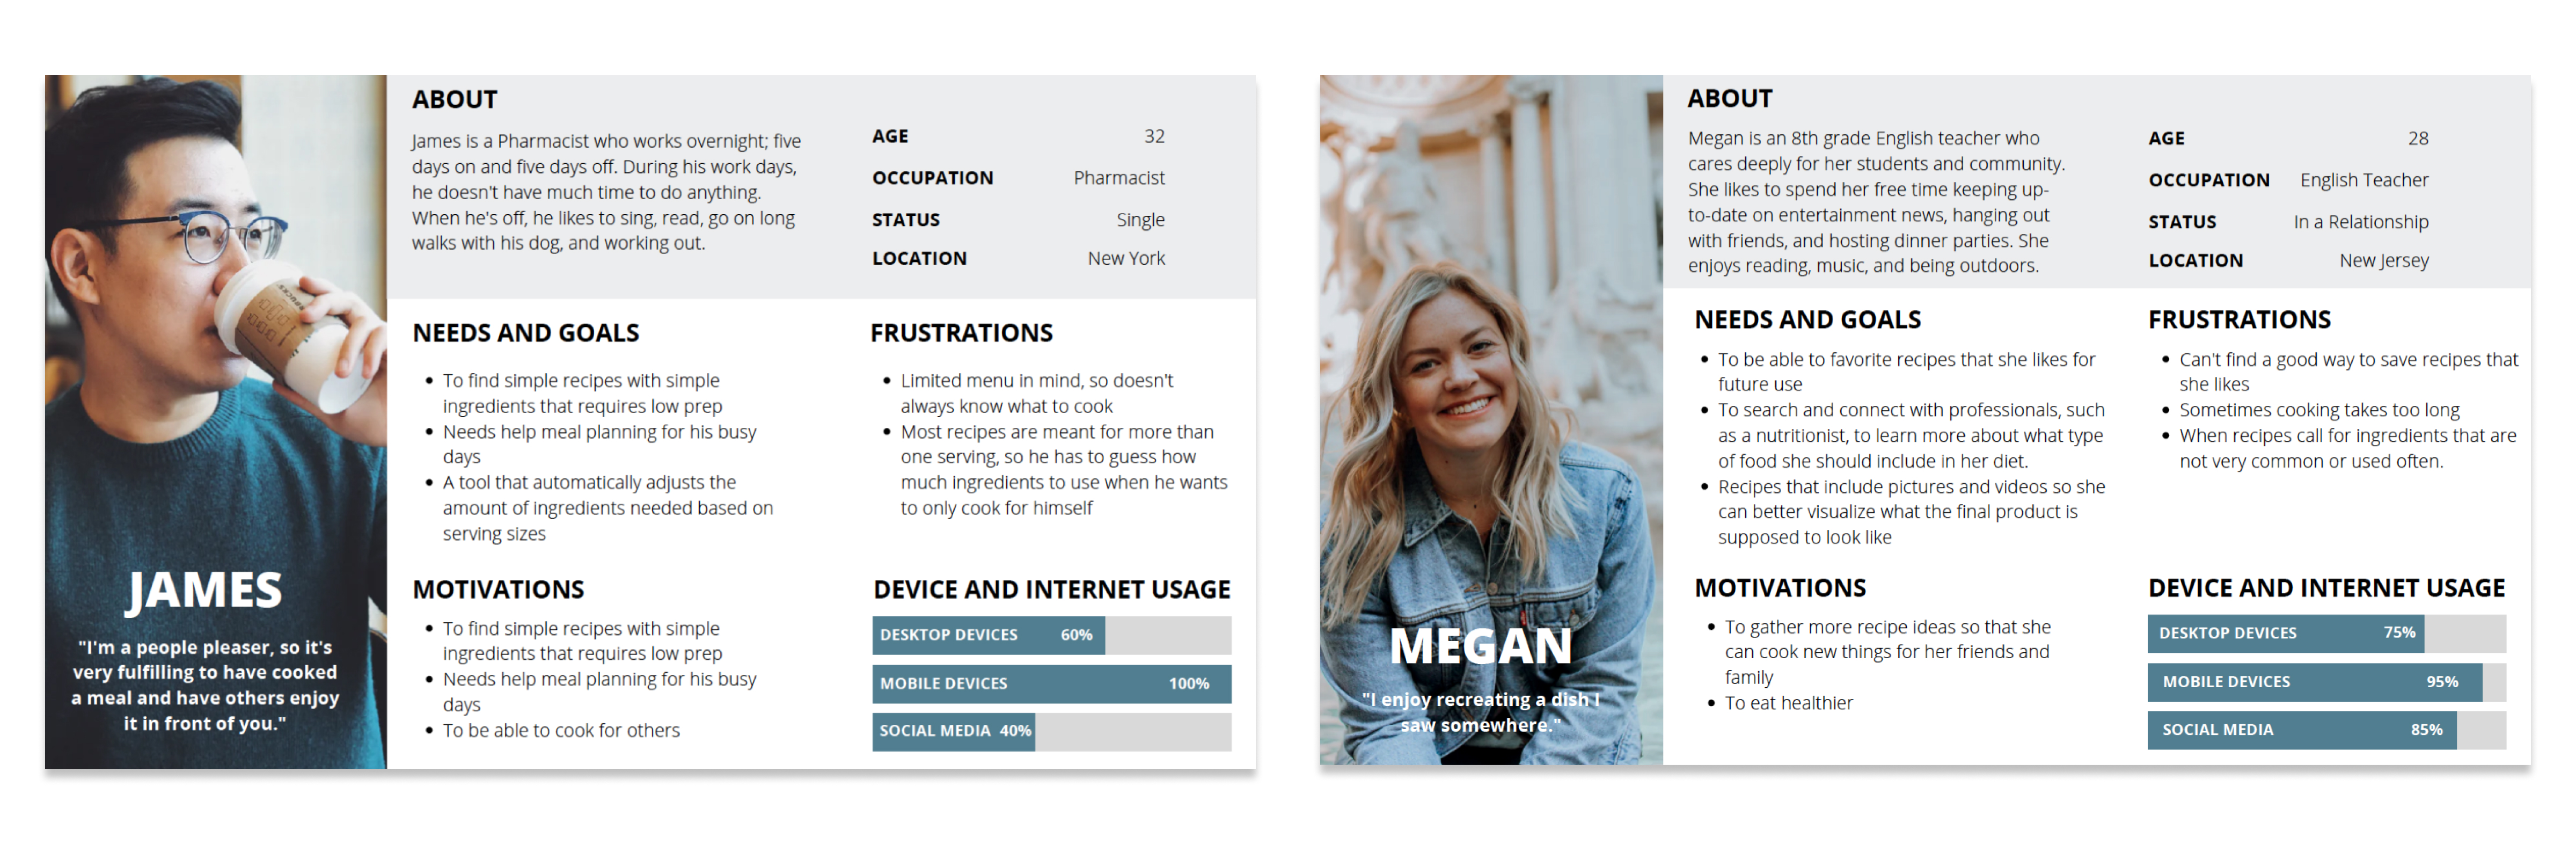 ABOUT
James is a Pharmacist who works overnight; five
days on and five days off. During his work days,
he doesn't have much time to do anything.
When he's off, he likes to sing, read, go on long
walks with his dog, and working out.
AGE 32
OCCUPATION Pharmacist
STATUS Single
LOCATION New York
NEEDS AND GOALS
• To find simple recipes with simple
ingredients that requires low prep
• Needs help meal planning for his busy
days
• A tool that automatically adjusts the
amount of ingredients needed based on
serving sizes
FRUSTRATIONS
• Limited menu in mind, so doesn't
always know what to cook
• Most recipes are meant for more than
one serving, so he has to guess how
much ingredients to use when he wants
to only cook for himself
JAMES
"I'm a people pleaser, so it's
very fulfilling to have cooked
a meal and have others enjoy
it in front of you."
MOTIVATIONS
• To find simple recipes with simple
ingredients that requires low prep
• Needs help meal planning for his busy
days
• To be able to cook for others
DEVICE AND INTERNET USAGE
DESKTOP DEVICES 60%
MOBILE DEVICES 100%
SOCIAL MEDIA 40%
ABOUT
Megan is an 8th grade English teacher who
cares deeply for her students and community.
She likes to spend her free time keeping up-
to-date on entertainment news, hanging out
with friends, and hosting dinner parties. She
enjoys reading, music, and being outdoors.
AGE 28
OCCUPATION English Teacher
STATUS In a Relationship
LOCATION New Jersey
NEEDS AND GOALS
• To be able to favorite recipes that she likes for
future use
• To search and connect with professionals, such
as a nutritionist, to learn more about what type
of food she should include in her diet.
• Recipes that include pictures and videos so she
can better visualize what the final product is
supposed to look like
FRUSTRATIONS
• Can't find a good way to save recipes that
she likes
• Sometimes cooking takes too long
• When recipes call for ingredients that are
not very common or used often.
MEGAN
"I enjoy recreating a dish I
saw somewhere."
MOTIVATIONS
• To gather more recipe ideas so that she
can cook new things for her friends and
family
• To eat healthier
DEVICE AND INTERNET USAGE
DESKTOP DEVICES 75%
MOBILE DEVICES 95%
SOCIAL MEDIA 85%